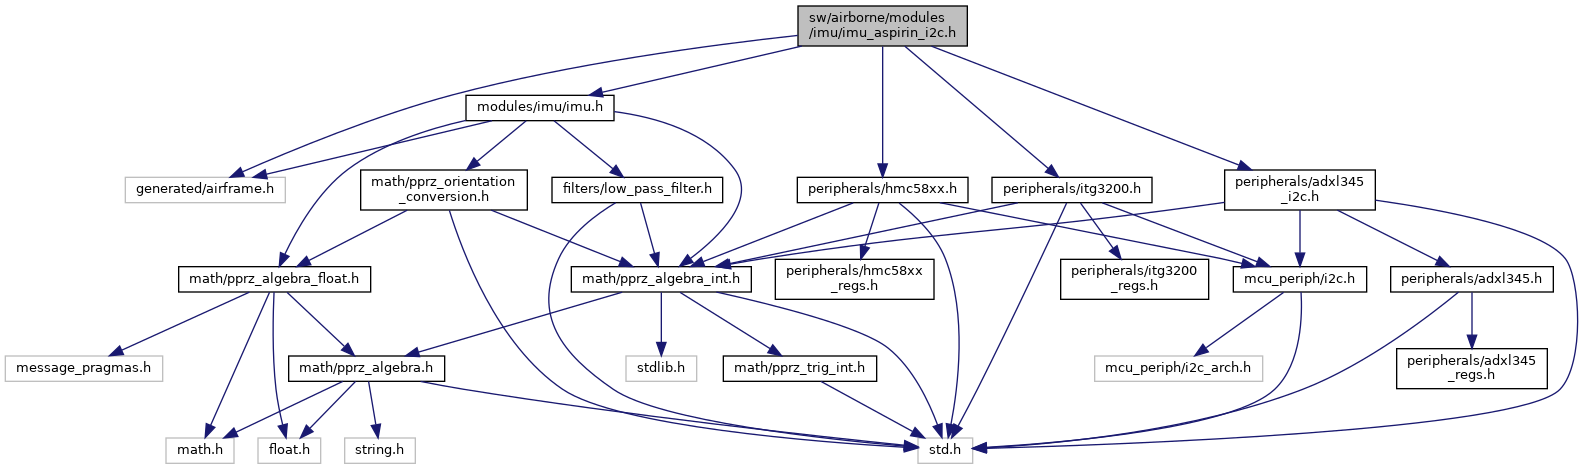 sw/airborne/modules
/imu/imu_aspirin_i2c.h
modules/imu/imu.h
generated/airframe.h
math/pprz_orientation
_conversion.h
filters/low_pass_filter.h
peripherals/hmc58xx.h
peripherals/itg3200.h
peripherals/adxl345
_i2c.h
math/pprz_algebra_float.h
math/pprz_algebra_int.h
peripherals/hmc58xx
_regs.h
peripherals/itg3200
_regs.h
mcu_periph/i2c.h
peripherals/adxl345.h
message_pragmas.h
math/pprz_algebra.h
stdlib.h
math/pprz_trig_int.h
mcu_periph/i2c_arch.h
peripherals/adxl345
_regs.h
math.h
float.h
string.h
std.h